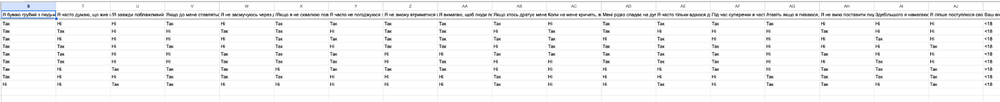 S T U V W X Y Z AA AB AC AD AE AF AG AH AI AJ
Я буваю грубий з людьм Я часто думаю, що жив /Я завжди поблажливий Якщо до мене ставлятьс Я не засмучуюсь через /Якщо я не схвалюю пов Я часто не погоджуюся Я не зможу втриматися Я вимагаю, щоб люди по Якщо хтось дратує мене Коли на мене кричать, Мені рідко спадає на ду Я часто тільки вдаюся Під час суперечки я част /Навіть якщо я гніваюся, Я не вмію поставити лю Здебільшого я намагаюс Я ліпше поступлюся сво Ваш вік
Так Ні Ні Так Ні Так Так Так Так Так Ні Так Так Так Так Ні Ні Ні <18
Так Так Ні Ні Так Так Ні Так Так Ні Так Так Ні Так Ні Так Ні Ні <18
Так Ні Ні Ні Ні Так Так Так Так Так Так Ні Так Так Ні Ні Так Ні <18
Так Так Ні Так Ні Так Ні Так Так Ні Ні Так Так Так Ні Ні Ні Так <18
Так Так Ні Ні Так Так Так Ні Ні Так Так Так Ні Ні Ні Так Ні Ні <18
Так Так Ні Ні Так Так Так Ні Так Ні Ні Так Ні Ні Ні Ні Так Ні <18
Так Ні Так Так Так Ні Так Так Так Ні Ні Ні Ні Так Ні Так Так Так >18
Так Ні Ні Так Так Так Ні Ні Ні Так Ні Ні Ні Ні Так Так Так Так <18
Ні Ні Так Так Ні Ні Ні Ні Ні Так Ні Ні Так Ні Так Так Ні Так <18